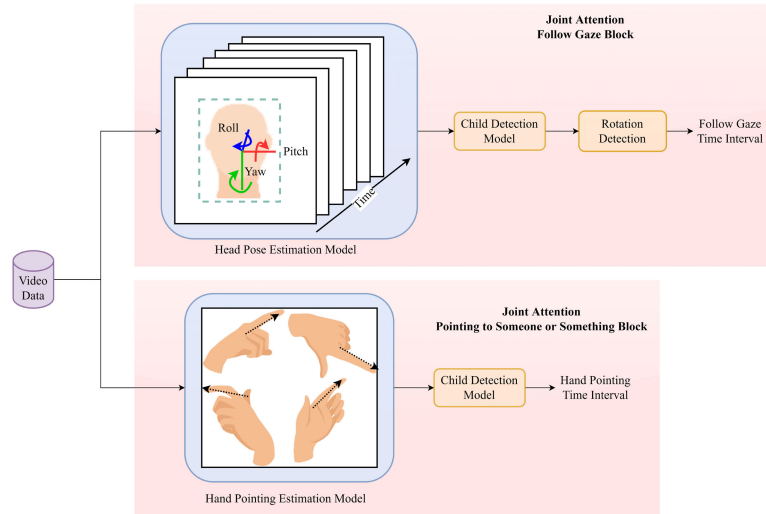 Joint Attention
Follow Gaze Block
Roll
Pitch
Yaw
Time
Head Pose Estimation Model
Child Detection
Model
Rotation
Detection
Follow Gaze
Time Interval
Video
Data
Joint Attention
Pointing to Someone or Something Block
Hand Pointing Estimation Model
Child Detection
Model
Hand Pointing
Time Interval